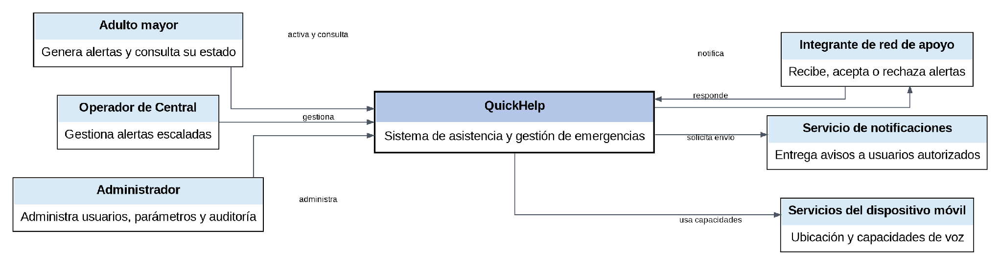 Adulto mayor
Genera alertas y consulta su estado
activa y consulta
Operador de Central
Gestiona alertas escaladas
gestiona
Administrador
Administra usuarios, parámetros y auditoría
administra
QuickHelp
Sistema de asistencia y gestión de emergencias
notifica
responde
solicita envío
usa capacidades
Integrante de red de apoyo
Recibe, acepta o rechaza alertas
Servicio de notificaciones
Entrega avisos a usuarios autorizados
Servicios del dispositivo móvil
Ubicación y capacidades de voz